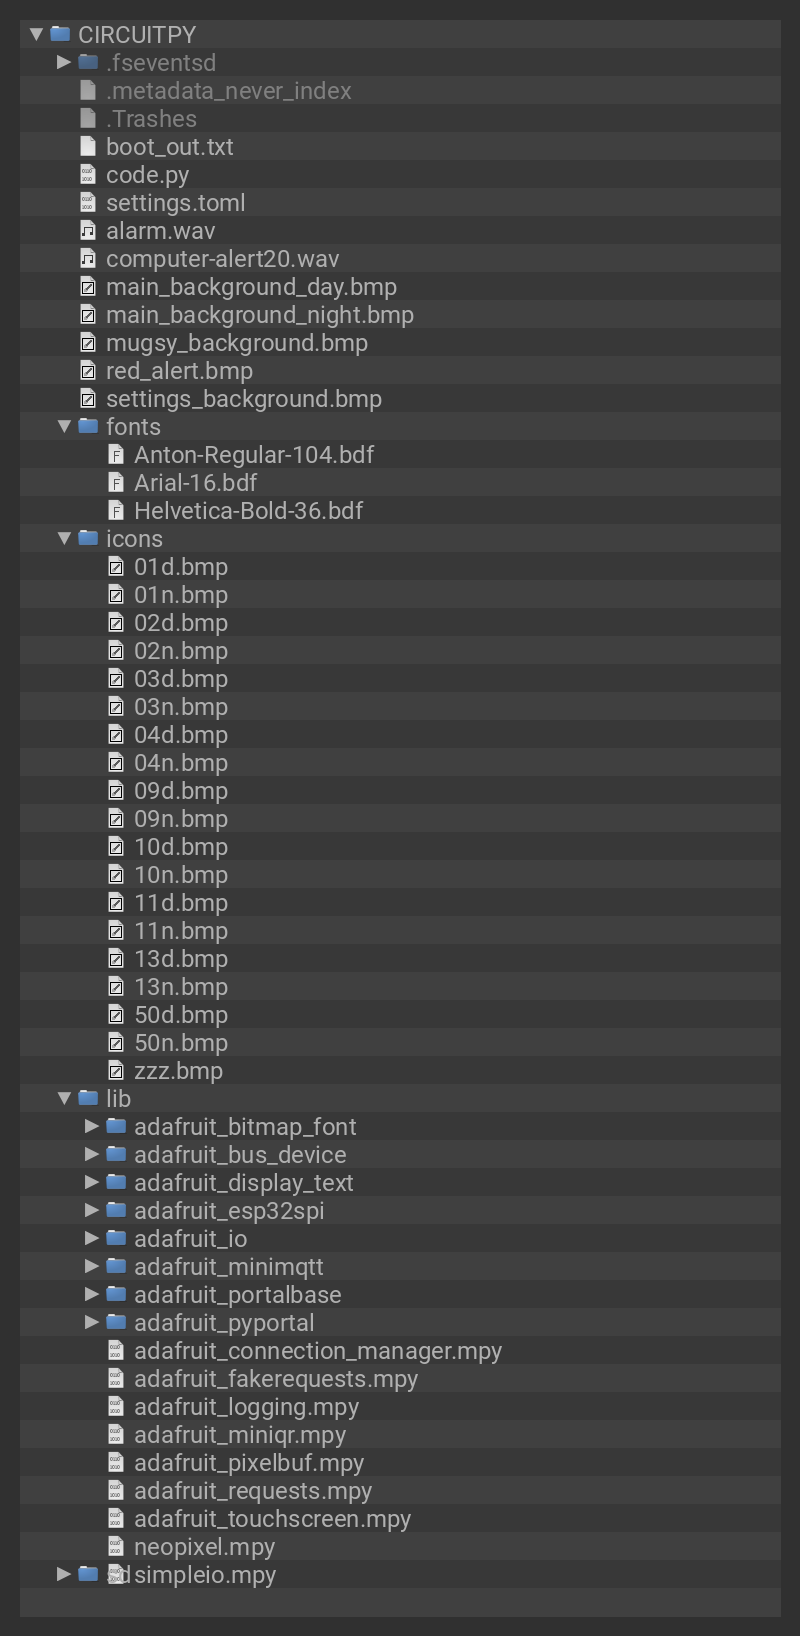 CIRCUITPY
.fseventsd
.metadata_never_index
.Trashes
boot_out.txt
code.py
settings.toml
alarm.wav
computer-alert20.wav
main_background_day.bmp
main_background_night.bmp
mugsy_background.bmp
red_alert.bmp
settings_background.bmp
fonts
Anton-Regular-104.bdf
Arial-16.bdf
Helvetica-Bold-36.bdf
icons
01d.bmp
01n.bmp
02d.bmp
02n.bmp
03d.bmp
03n.bmp
04d.bmp
04n.bmp
09d.bmp
09n.bmp
10d.bmp
10n.bmp
11d.bmp
11n.bmp
13d.bmp
13n.bmp
50d.bmp
50n.bmp
zzz.bmp
lib
adafruit_bitmap_font
adafruit_bus_device
adafruit_display_text
adafruit_esp32spi
adafruit_io
adafruit_minimqtt
adafruit_portalbase
adafruit_pyportal
adafruit_connection_manager.mpy
adafruit_fakerequests.mpy
adafruit_logging.mpy
adafruit_miniqr.mpy
adafruit_pixelbuf.mpy
adafruit_requests.mpy
adafruit_touchscreen.mpy
neopixel.mpy
sd simpleio.mpy